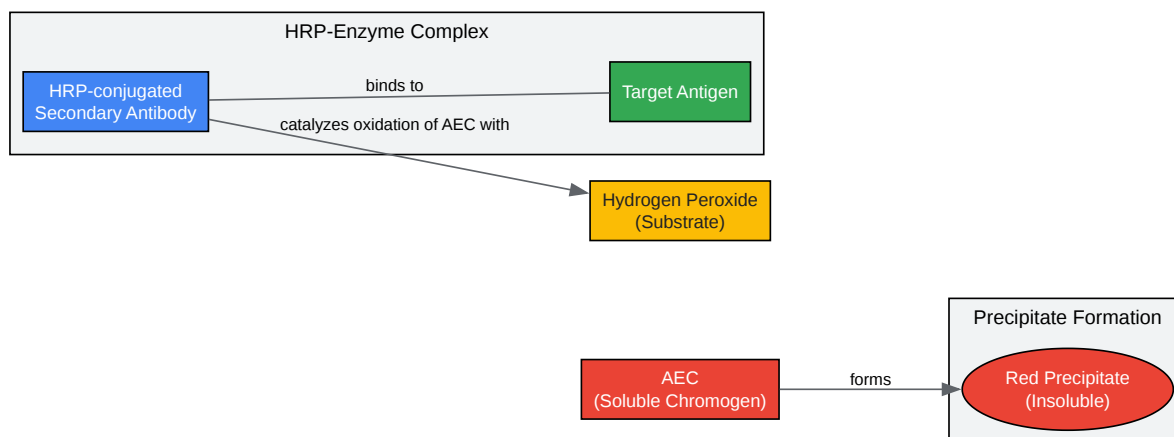 HRP-Enzyme Complex
HRP-conjugated
Secondary Antibody
binds to
Target Antigen
catalyzes oxidation of AEC with
Hydrogen Peroxide
(Substrate)
Precipitate Formation
AEC
(Soluble Chromogen)
forms
Red Precipitate
(Insoluble)